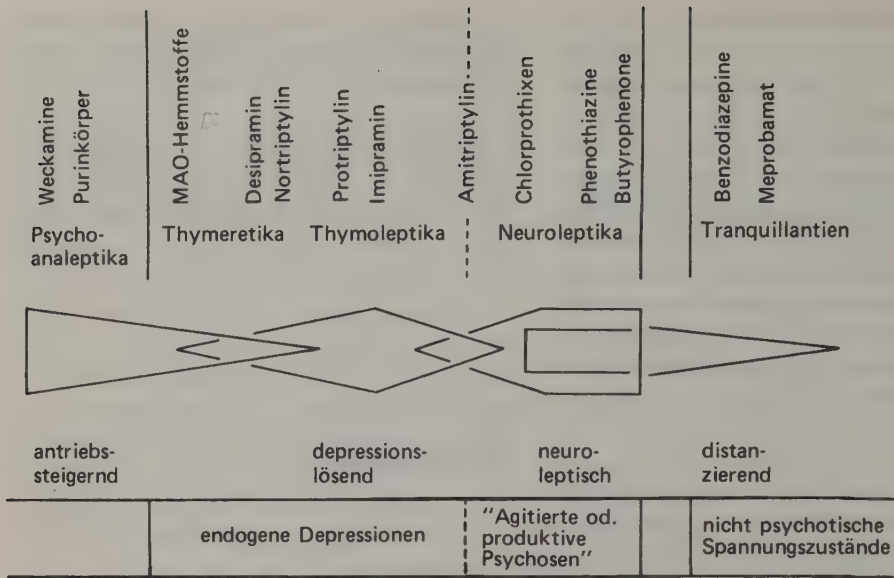 Weckamine
Purinkörper
MAO-Hemmstoffe
Desipramin
Nortriptylin
Protriptylin
Imipramin
Amitriptylin
Chlorprothixen
Phenothiazine
Butyrophenone
Benzodiazepine
Meprobamat
Psycho-
analeptika
Thymeretika
Thymoleptika
Neuroleptika
Tranquillantien
antriebs-
steigernd
depressions-
lösend
neuro-
leptisch
distan-
zierend
endogene Depressionen
"Agitierte od.
produktive
Psychosen"
nicht psychotische
Spannungszustände